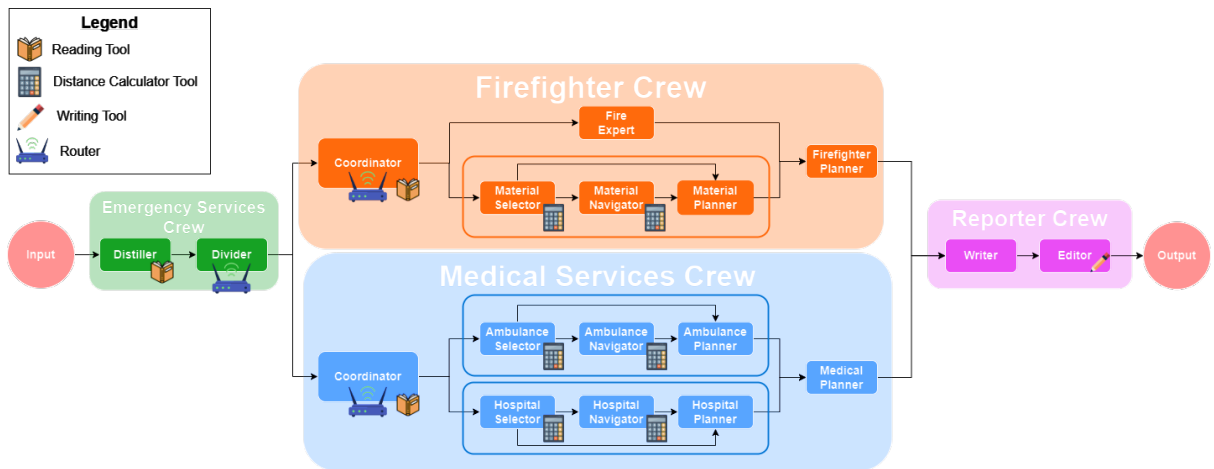 Legend
Reading Tool
Distance Calculator Tool
Writing Tool
Router
Input
Emergency Services
Crew
Distiller
Divider
Firefighter Crew
Coordinator
Fire
Expert
Material
Selector
Material
Navigator
Material
Planner
Firefighter
Planner
Medical Services Crew
Coordinator
Ambulance
Selector
Ambulance
Navigator
Ambulance
Planner
Hospital
Selector
Hospital
Navigator
Hospital
Planner
Medical
Planner
Reporter Crew
Writer
Editor
Output